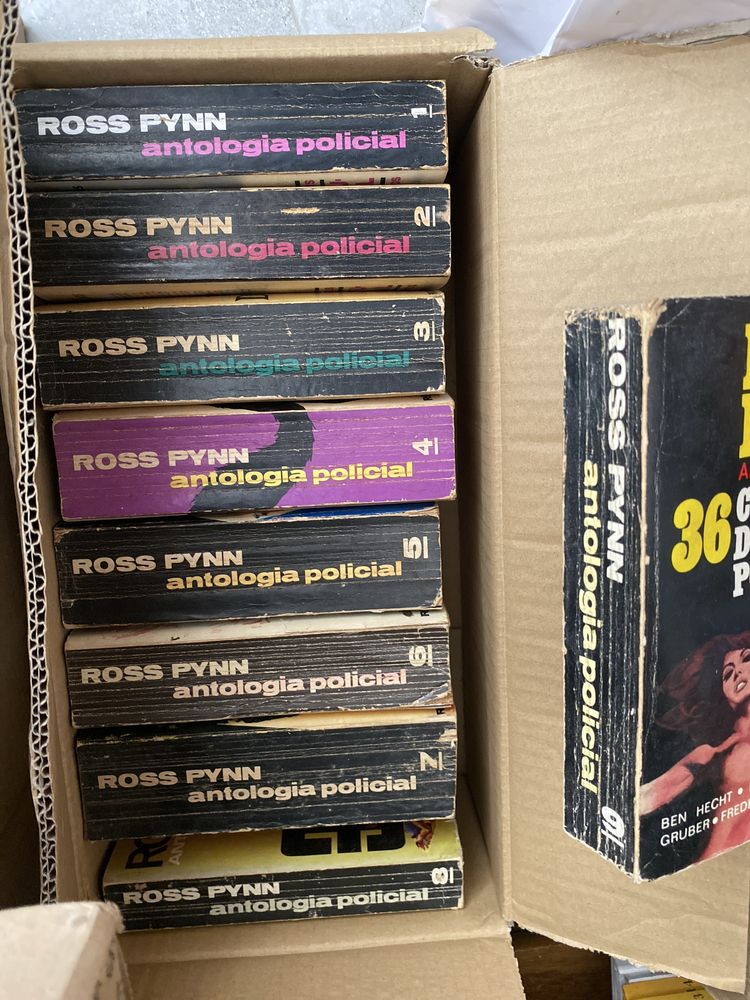 ROSS PYNN
antologia policial
1
ROSS PYNN
antologia policial
2
ROSS PYNN
antologia policial
3
ROSS PYNN
antologia policial
4
ROSS PYNN
antologia policial
5
ROSS PYNN
antologia policial
6
ROSS PYNN
antologia policial
7
ROSS PYNN
antologia policial
8
ROSS PYNN
antologia policial
9
36
BEN HECHT •
GRUBER •